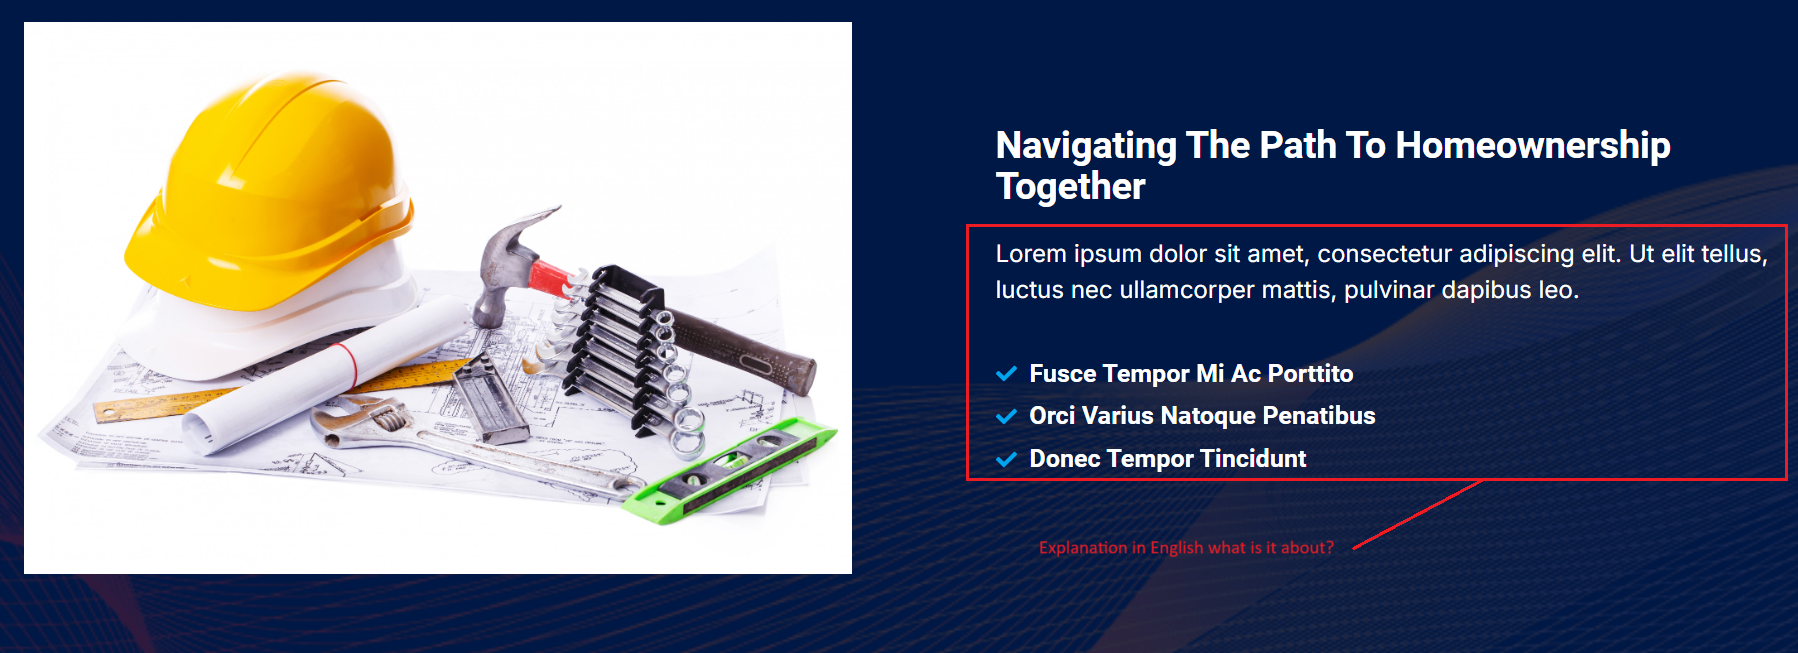 Navigating The Path To Homeownership
Together
Lorem ipsum dolor sit amet, consectetur adipiscing elit. Ut elit tellus,
luctus nec ullamcorper mattis, pulvinar dapibus leo.
Fusce Tempor Mi Ac Porttito
Orci Varius Natoque Penatibus
Donec Tempor Tincidunt
Explanation in English what is it about?